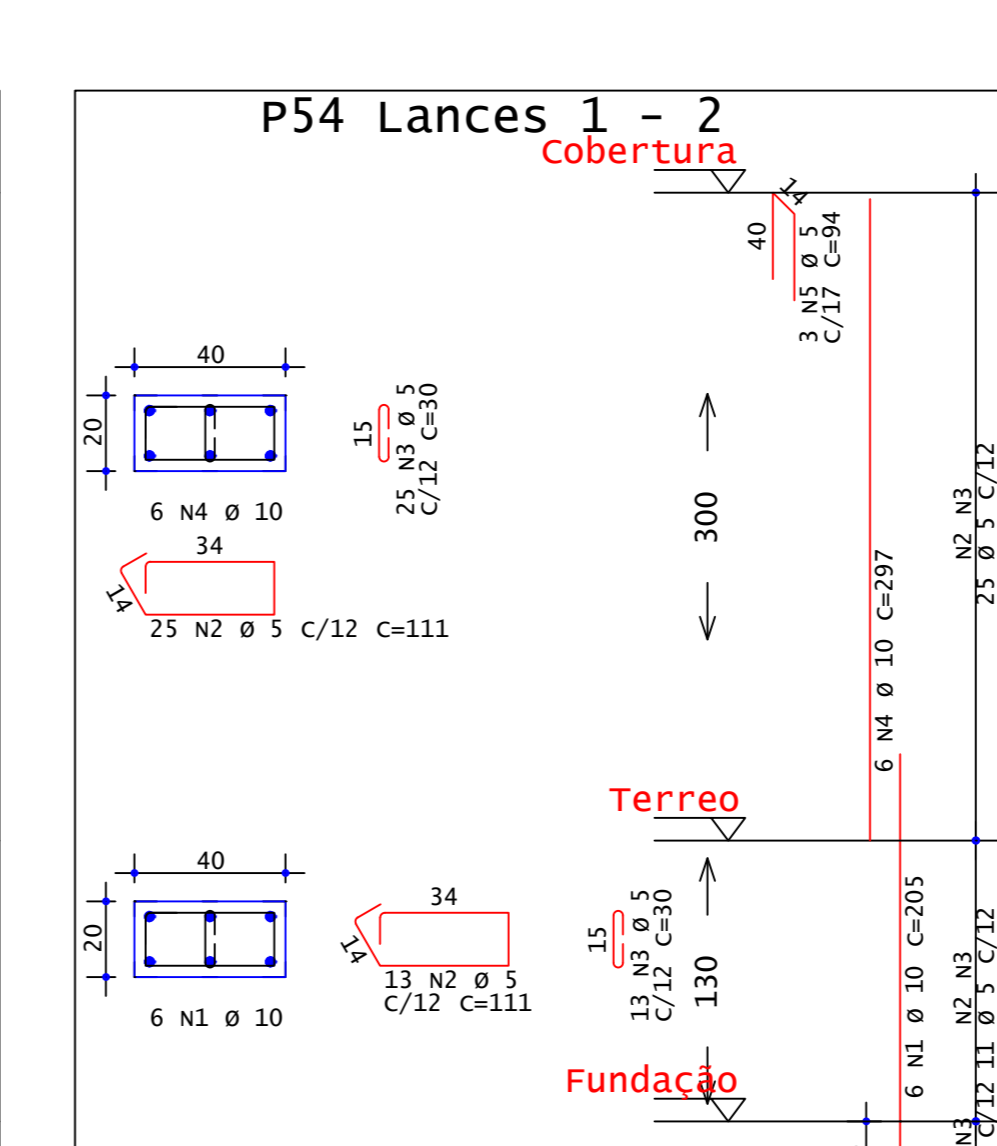 P54 Lances 1 - 2
Cobertura
14
40
3 N5 Ø 5
C/17 C=94
40
20
6 N4 Ø 10
15
25 N3 Ø 5
C/12 C=30
34
14
25 N2 Ø 5 C/12 C=111
300
6 N4 Ø 10 C=297
N2 N3
25 Ø 5 C/12
Terreo
40
20
6 N1 Ø 10
34
14
13 N2 Ø 5
C/12 C=111
15
13 N3 Ø 5
C/12 C=30
130
6 N1 Ø 10 C=205
N2 N3
11 Ø 5 C/12
Fundação
N3
C/12